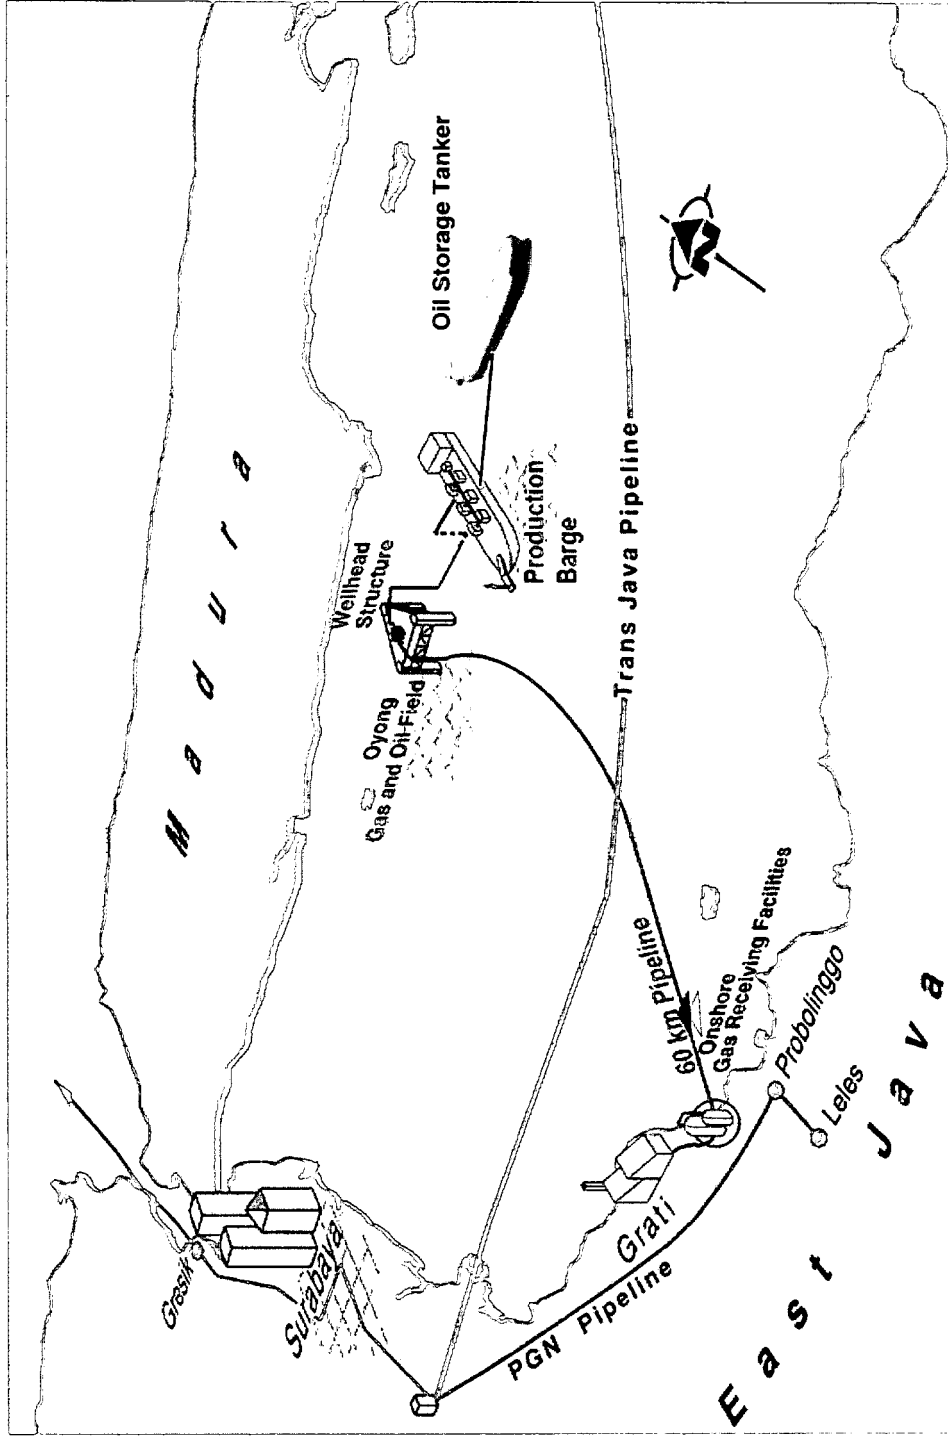 Madura
Oil Storage Tanker
Wellhead
Structure
Oyong
Gas and Oil Field
Production
Barge
Trans Java Pipeline
N
60 km Pipeline
Onshore
Gas Receiving Facilities
Gresik
Surabaya
Grati
PGN Pipeline
Probolinggo
Leles
East Java